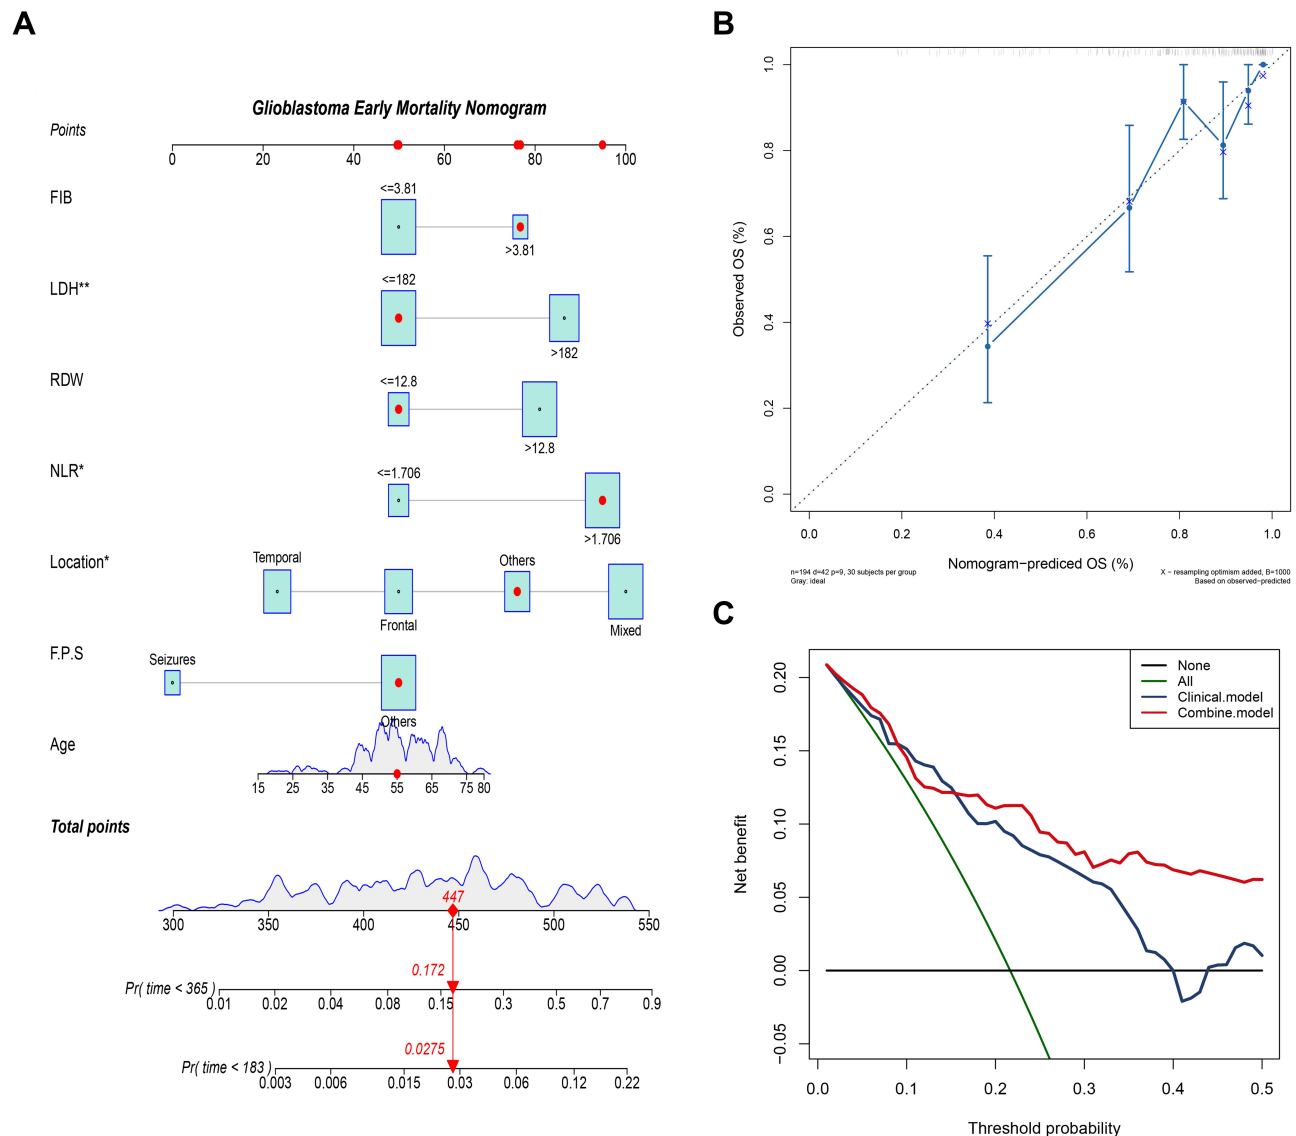 A
Glioblastoma Early Mortality Nomogram
Points
0 20 40 60 80 100
FIB
<=3.81
>3.81
LDH**
<=182
>182
RDW
<=12.8
>12.8
NLR*
<=1.706
>1.706
Location*
Temporal
Others
Frontal
Mixed
F.P.S
Seizures
Others
Age
15 25 35 45 55 65 75 80
Total points
447
300 350 400 450 500 550
0.172
Pr( time < 365 )
0.01 0.02 0.04 0.08 0.15 0.3 0.5 0.7 0.9
0.0275
Pr( time < 183 )
0.003 0.006 0.015 0.03 0.06 0.12 0.22
B
Observed OS (%)
1.0
0.8
0.6
0.4
0.2
0.0
0.0 0.2 0.4 0.6 0.8 1.0
Nomogram−prediced OS (%)
n=194 d=42 p=9, 30 subjects per group
Gray: ideal
X − resampling optimism added, B=1000
Based on observed−predicted
C
None
All
Clinical.model
Combine.model
Net benefit
0.20
0.15
0.10
0.05
0.00
−0.05
0.0 0.1 0.2 0.3 0.4 0.5
Threshold probability